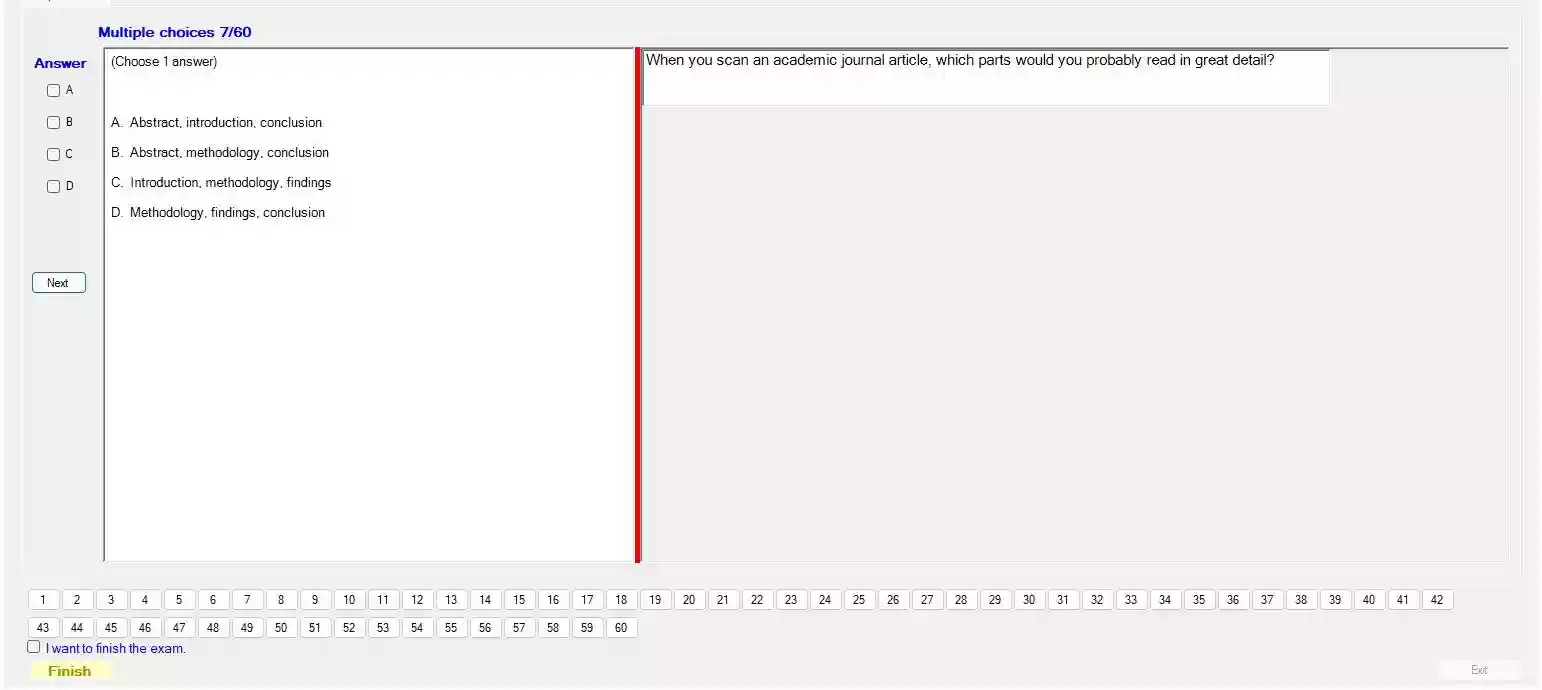 Multiple choices 7/60
Answer
(Choose 1 answer)
When you scan an academic journal article, which parts would you probably read in great detail?
A
B
C
D
A. Abstract, introduction, conclusion
B. Abstract, methodology, conclusion
C. Introduction, methodology, findings
D. Methodology, findings, conclusion
Next
1 2 3 4 5 6 7 8 9 10 11 12 13 14 15 16 17 18 19 20 21 22 23 24 25 26 27 28 29 30 31 32 33 34 35 36 37 38 39 40 41 42
43 44 45 46 47 48 49 50 51 52 53 54 55 56 57 58 59 60
I want to finish the exam.
Finish
Exit